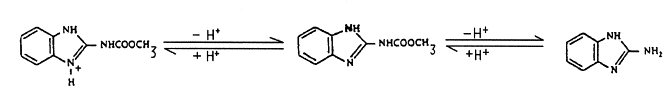 NH
NHCOOCH3
N
+
H
− H+
+ H+
NH
NHCOOCH3
N
−H+
+H+
NH
NH2
N